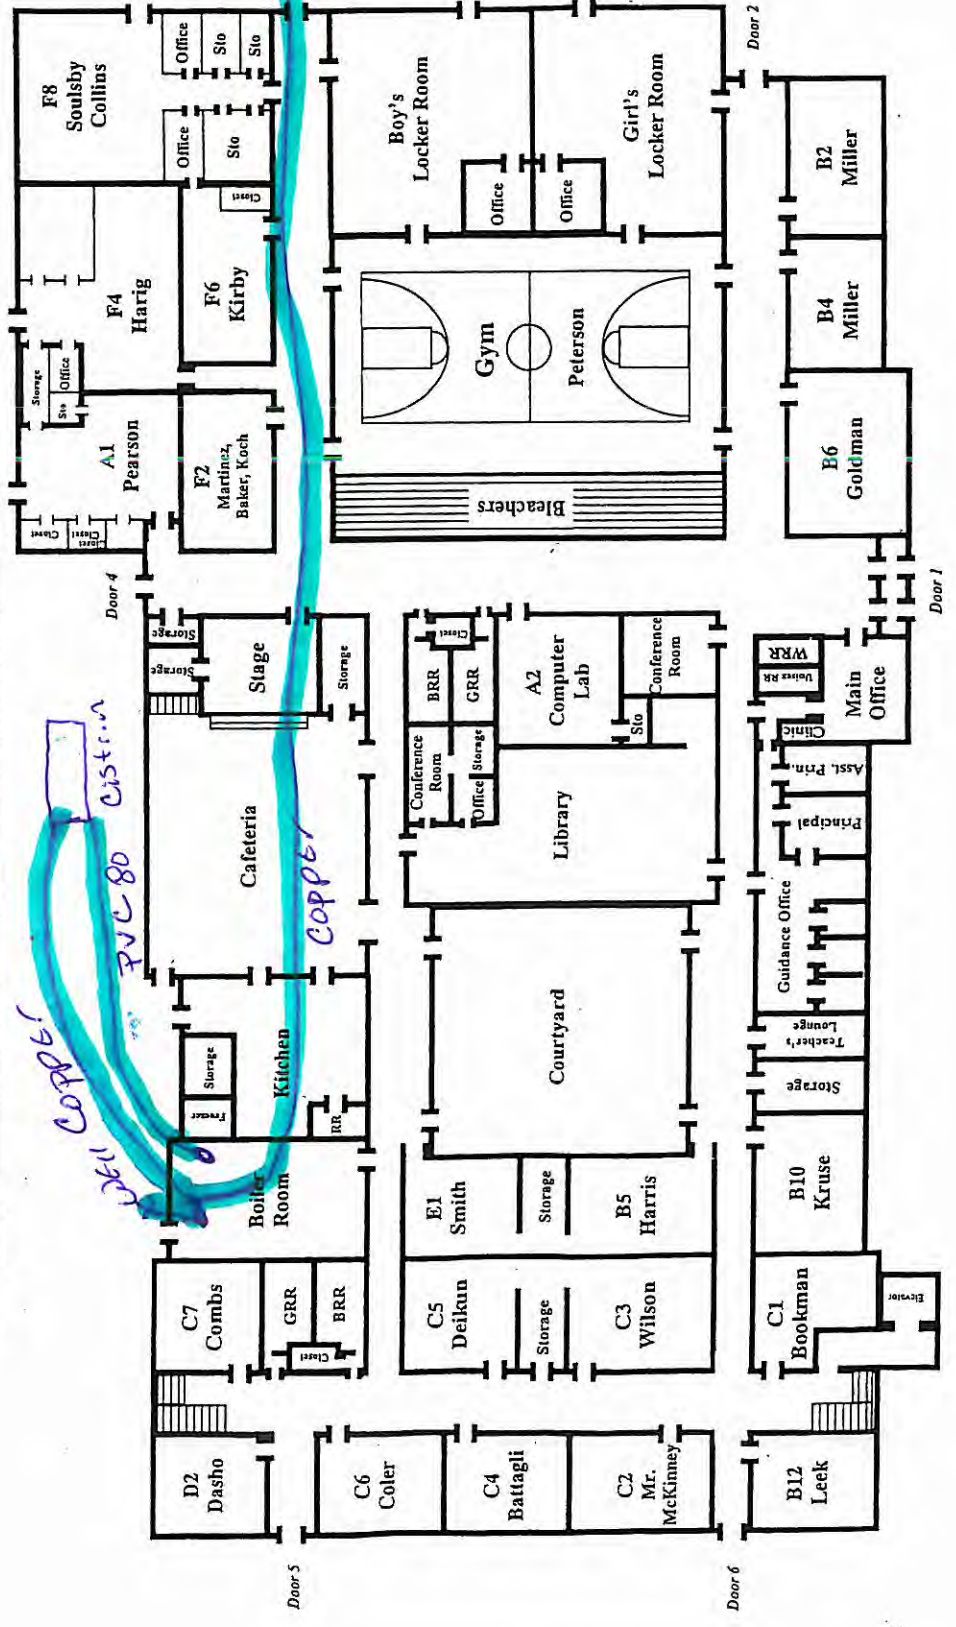 F8
Soulsby
Collins
Office
Sto
Sto
Office
Sto
Closet
F4
Harig
F6
Kirby
Storage
Office
Sto
A1
Pearson
F2
Martinez,
Baker, Koch
Closet
Closet
Closet
Door 4
Boy's
Locker Room
Office
Girl's
Locker Room
Office
Door 2
Gym
Peterson
Bleachers
B2
Miller
B4
Miller
B6
Goldman
Door 1
Storage
Storage
Stage
Storage
Cafeteria
Cistern
PVC 80
Copper
Copper
Well
Closet
BRR
GRR
A2
Computer
Lab
Conference
Room
Sto
Conference
Room
Storage
Office
Library
WRR
Unisex RR
Main
Office
Clinic
Asst. Prin.
Principal
Guidance Office
Teacher's
Lounge
Storage
Kitchen
Storage
Freezer
RR
Boiler
Room
Courtyard
E1
Smith
Storage
B5
Harris
B10
Kruse
C7
Combs
GRR
BRR
Closet
C5
Deikun
Storage
C3
Wilson
C1
Bookman
Elevator
D2
Dasho
C6
Coler
C4
Battagli
C2
Mr.
McKinney
B12
Leek
Door 5
Door 6